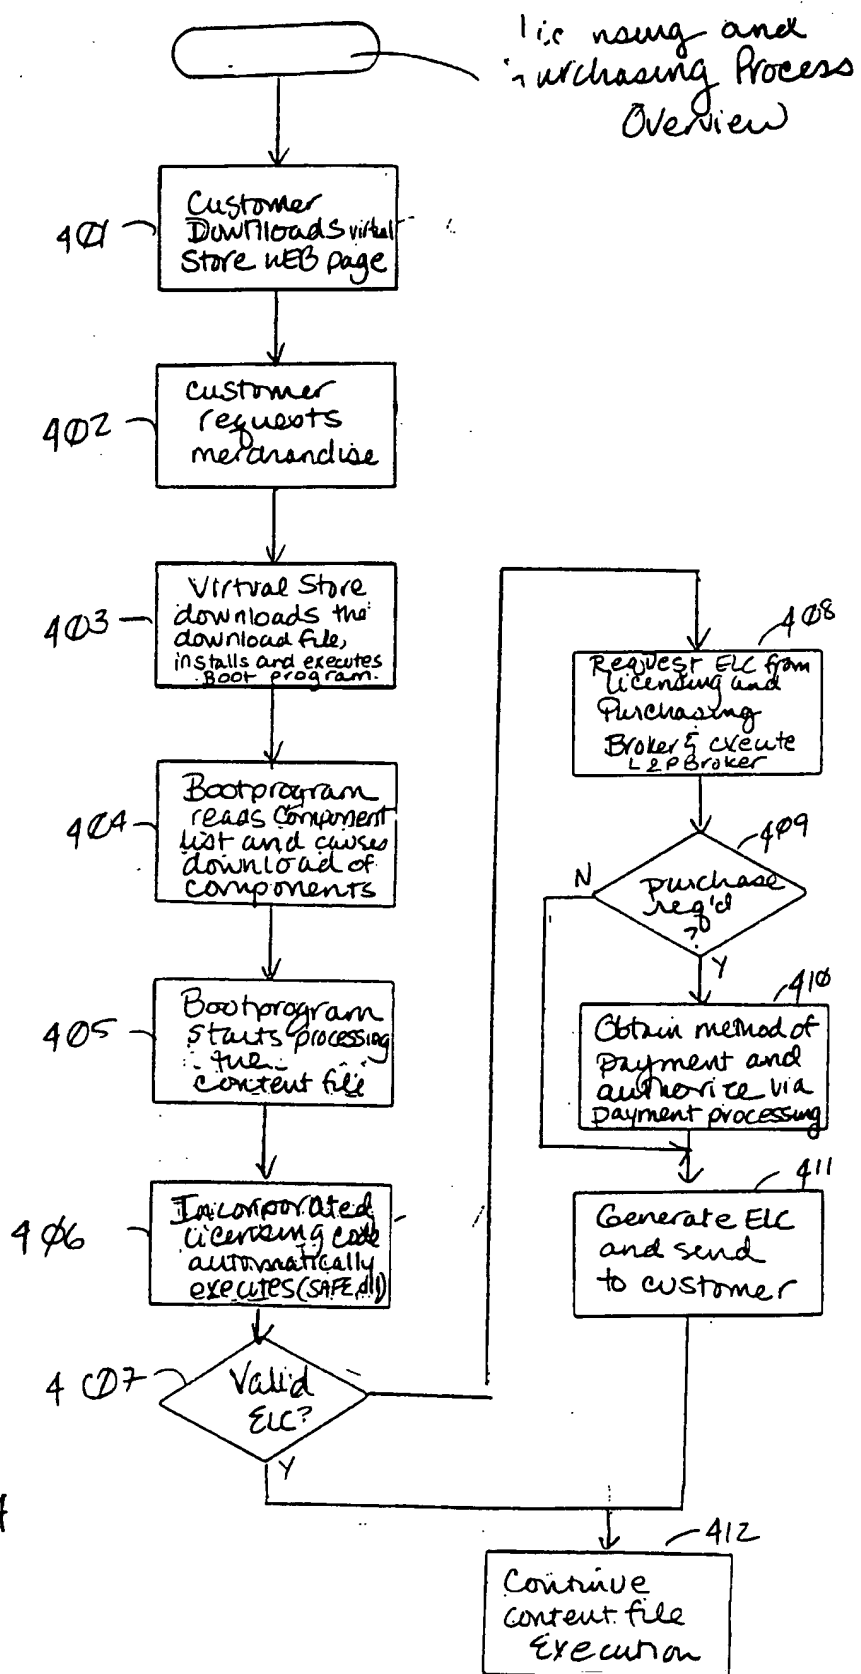 and
Purchasing Process
Overview
401
Customer
Downloads virtual
Store WEB page
402
Customer
requests
merchandise
403
Virtual Store
downloads the
download file,
installs and executes
Boot program.
404
Bootprogram
reads Component
list and causes
download of
components
405
Bootprogram
starts processing
the
content file
406
Incorporated
licensing code
automatically
executes (SAFE.dll)
407
Valid
ELC?
Y
408
Request ELC from
Licensing and
Purchasing
Broker & execute
L&P Broker
409
purchase
req'd
?
N
Y
410
Obtain method of
payment and
authorize via
payment processing
411
Generate ELC
and send
to customer
412
Continue
content file
Execution